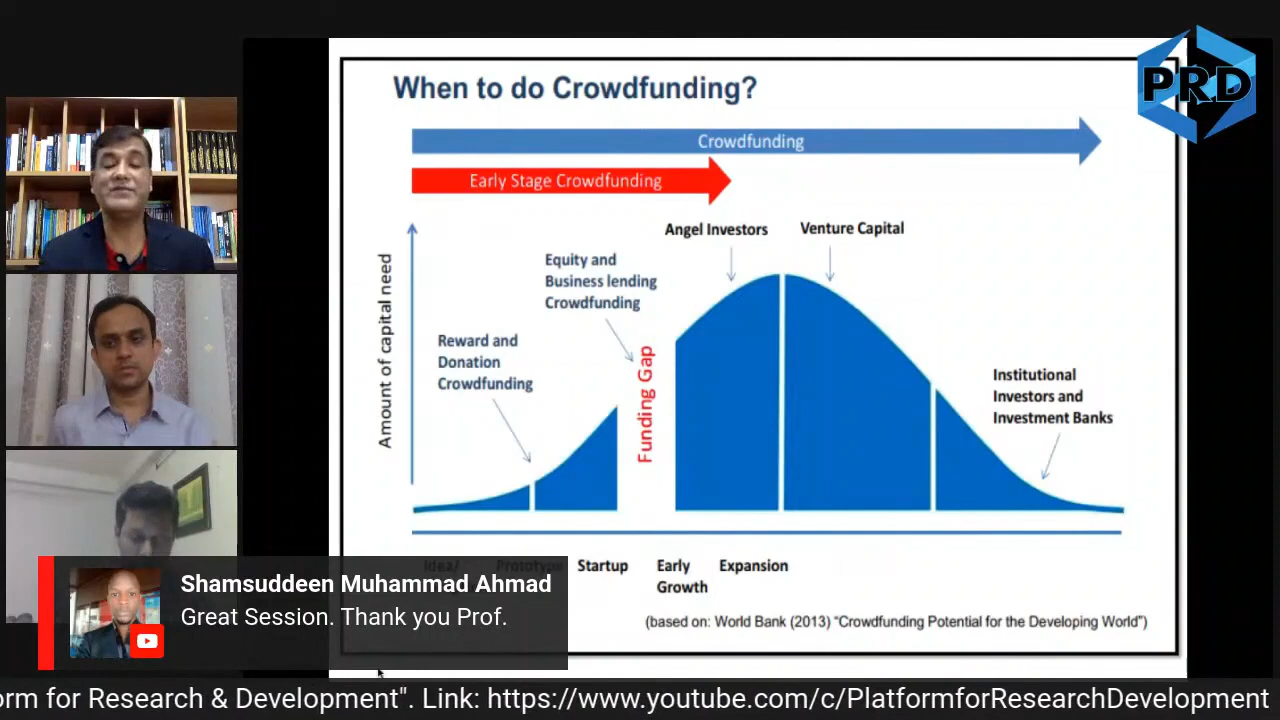 When to do Crowdfunding?
PRD
Crowdfunding
Early Stage Crowdfunding
Angel Investors
Venture Capital
Equity and
Business lending
Crowdfunding
Reward and
Donation
Crowdfunding
Amount of capital need
Funding Gap
Institutional
Investors and
Investment Banks
Idea/
Prototype
Startup
Early
Growth
Expansion
(based on: World Bank (2013) “Crowdfunding Potential for the Developing World”)
Shamsuddeen Muhammad Ahmad
Great Session. Thank you Prof.
orm for Research & Development". Link: https://www.youtube.com/c/PlatformforResearchDevelopment